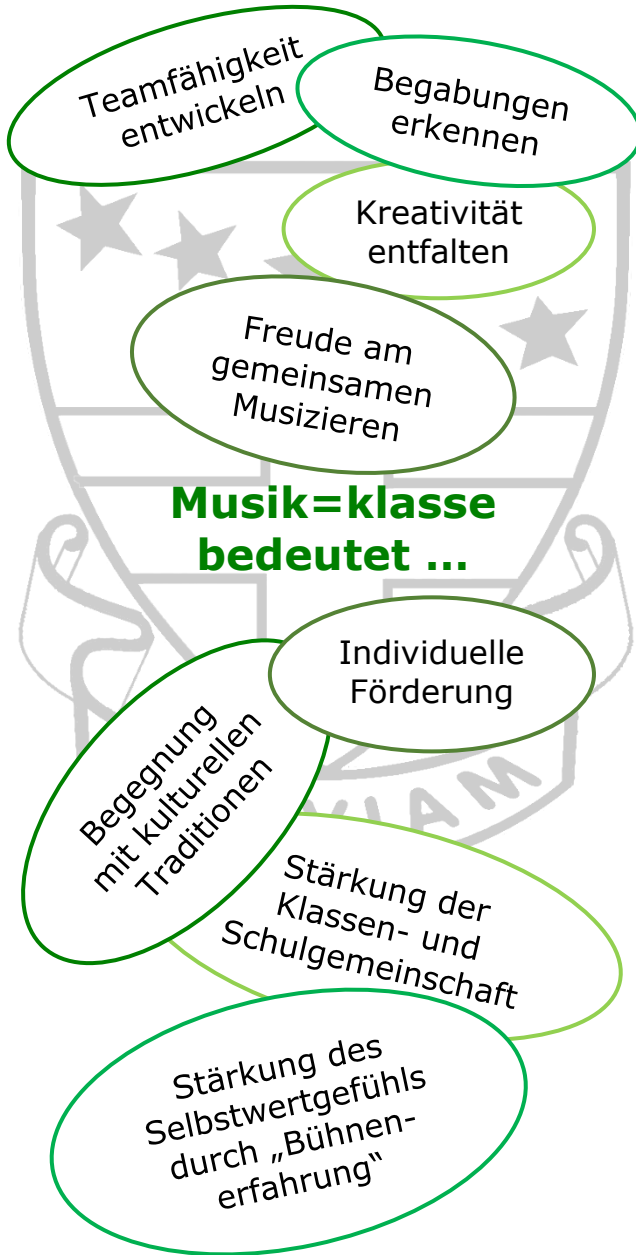 Teamfähigkeit
entwickeln
Begabungen
erkennen
Kreativität
entfalten
Freude am
gemeinsamen
Musizieren
Musik=klasse
bedeutet ...
Individuelle
Förderung
Begegnung
mit kulturellen
Traditionen
VIAM
Stärkung der
Klassen- und
Schulgemeinschaft
Stärkung des
Selbstwertgefühls
durch „Bühnen-
erfahrung“